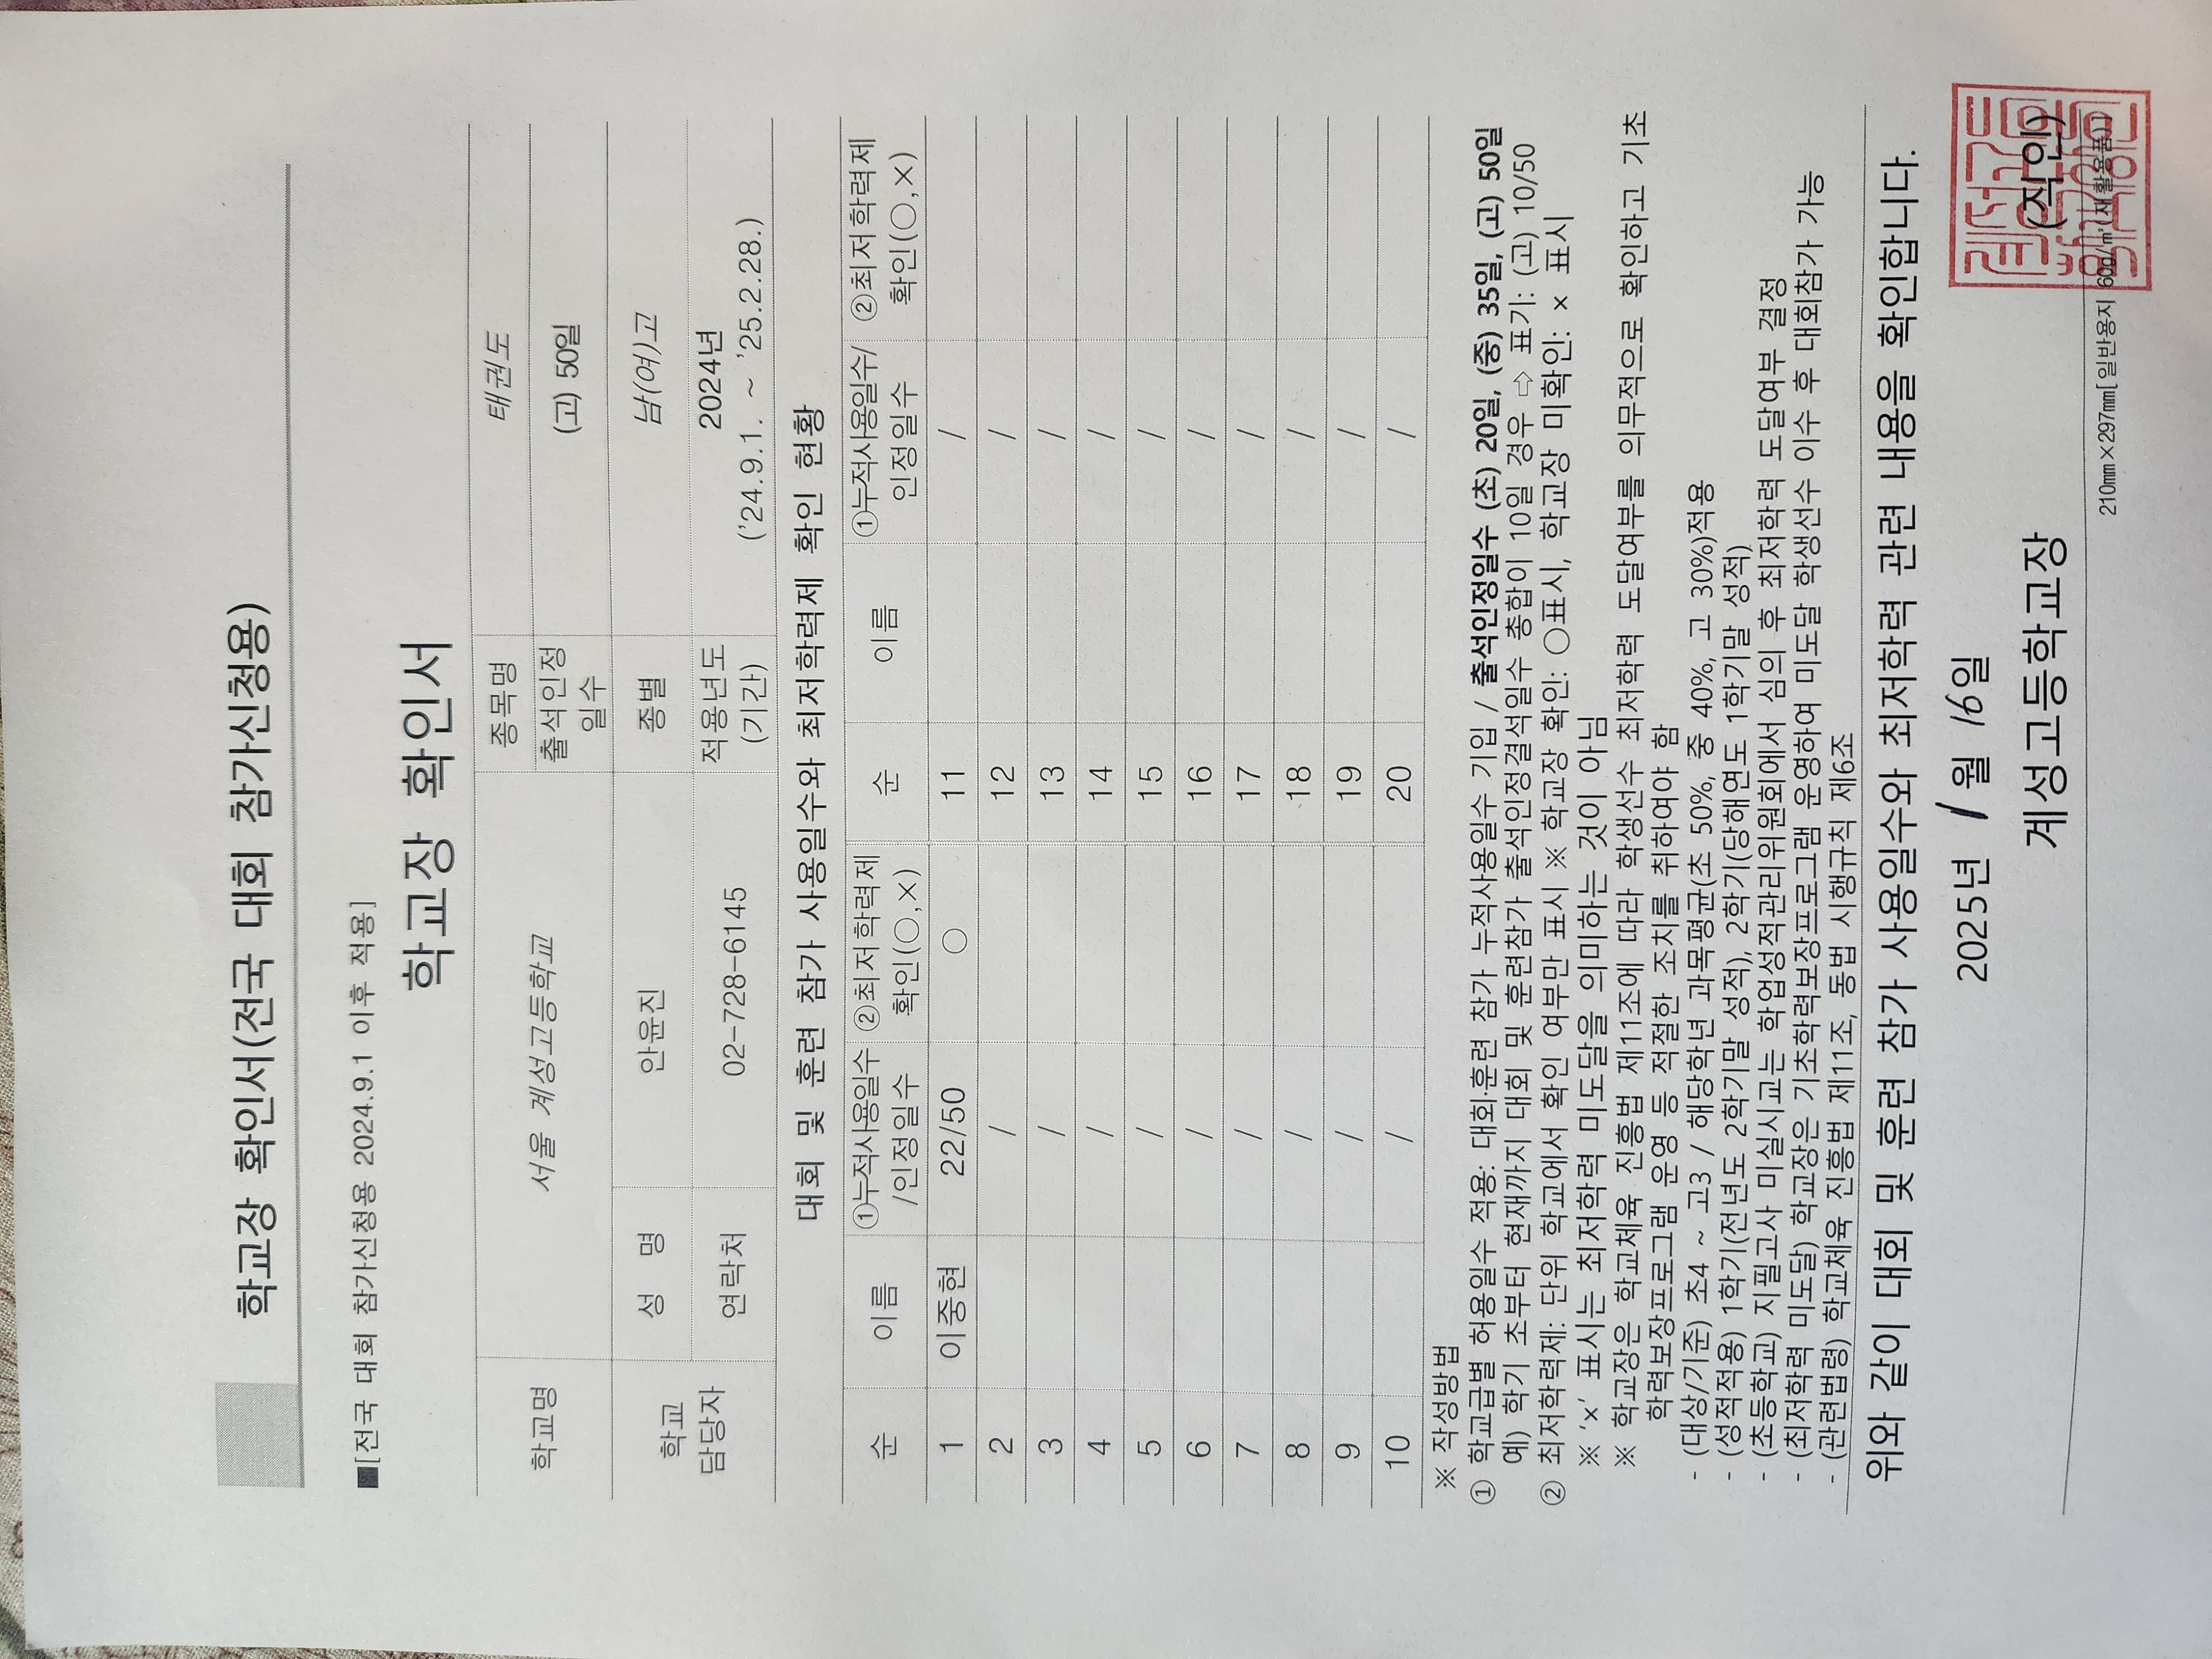 학교장 확인서(전국 대회 참가신청용)
■[전국 대회 참가신청용 2024.9.1 이후 적용]
학교장 확인서
학교명 서울 계성고등학교 종목명 태권도
출석인정 일수 (고) 50일
학교 담당자 성 명 안윤진 종별 남(여)고
연락처 02-728-6145 적용년도 (기간) 2024년 ('24.9.1. ~ '25.2.28.)
대회 및 훈련 참가 사용일수와 최저학력제 확인 현황
순 이름 ①누적사용일수 /인정일수 ②최저학력제 확인(○,×) 순 이름 ①누적사용일수/ 인정일수 ②최저학력제 확인(○,×)
1 이중현 22/50 ○ 11 /
2 / 12 /
3 / 13 /
4 / 14 /
5 / 15 /
6 / 16 /
7 / 17 /
8 / 18 /
9 / 19 /
10 / 20 /
※ 작성방법
① 학교급별 허용일수 적용: 대회·훈련 참가 누적사용일수 기입 / 출석인정일수 (초) 20일, (중) 35일, (고) 50일
예) 학기 초부터 현재까지 대회 및 훈련참가 출석인정결석일수 총합이 10일 경우 ⇨ 표기: (고) 10/50
② 최저학력제: 단위 학교에서 확인 여부만 표시 ※ 학교장 확인: ○표시, 학교장 미확인: × 표시
※ '×' 표시는 최저학력 미도달을 의미하는 것이 아님
※ 학교장은 학교체육 진흥법 제11조에 따라 학생선수 최저학력 도달여부를 의무적으로 확인하고 기초
학력보장프로그램 운영 등 적절한 조치를 취하여야 함
- (대상/기준) 초4 ~ 고3 / 해당학년 과목평균(초 50%, 중 40%, 고 30%)적용
- (성적적용) 1학기(전년도 2학기말 성적), 2학기(당해연도 1학기말 성적)
- (초등학교) 지필고사 미실시교는 학업성적관리위원회에서 심의 후 최저학력 도달여부 결정
- (최저학력 미도달) 학교장은 기초학력보장프로그램 운영하여 미도달 학생선수 이수 후 대회참가 가능
- (관련법령) 학교체육 진흥법 제11조, 동법 시행규칙 제6조
위와 같이 대회 및 훈련 참가 사용일수와 최저학력 관련 내용을 확인합니다.
2025년 1월 16일
계성고등학교장 (직인)
210㎜×297㎜[일반용지 60g/㎡(재활용품)]